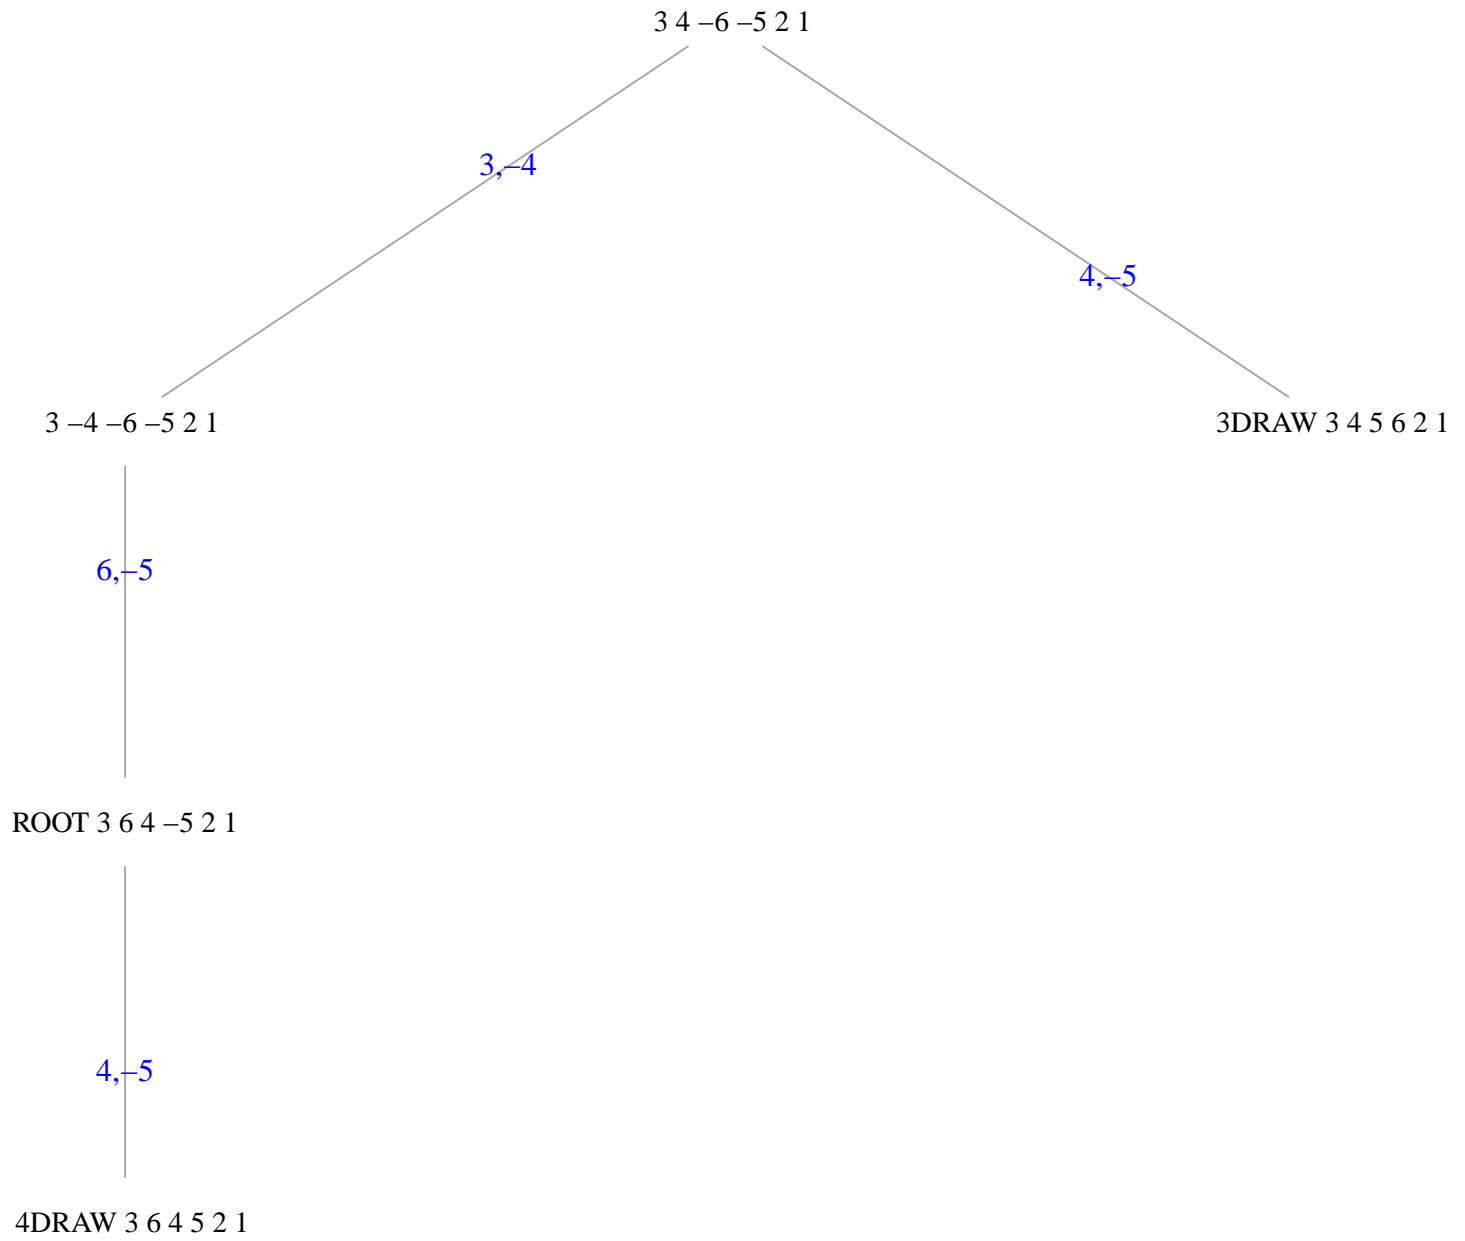 3 4 –6 –5 2 1
3,–4
4,–5
3 –4 –6 –5 2 1
3DRAW 3 4 5 6 2 1
6,–5
ROOT 3 6 4 –5 2 1
4,–5
4DRAW 3 6 4 5 2 1